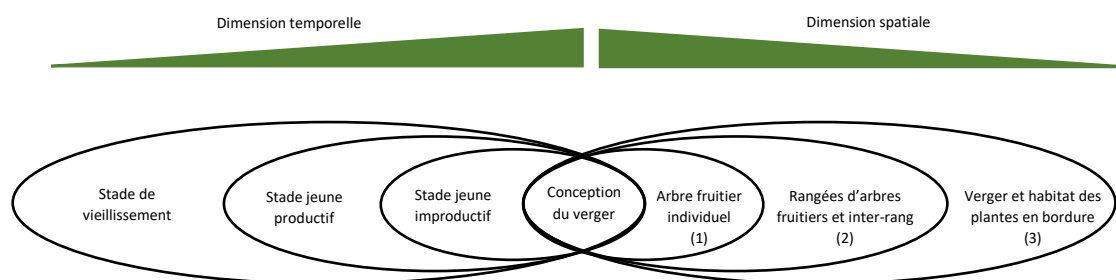 Dimension temporelle
Dimension spatiale
Stade de
vieillissement
Stade jeune
productif
Stade jeune
improductif
Conception
du verger
Arbre fruitier
individuel
(1)
Rangées d’arbres
fruitiers et inter-rang
(2)
Verger et habitat des
plantes en bordure
(3)